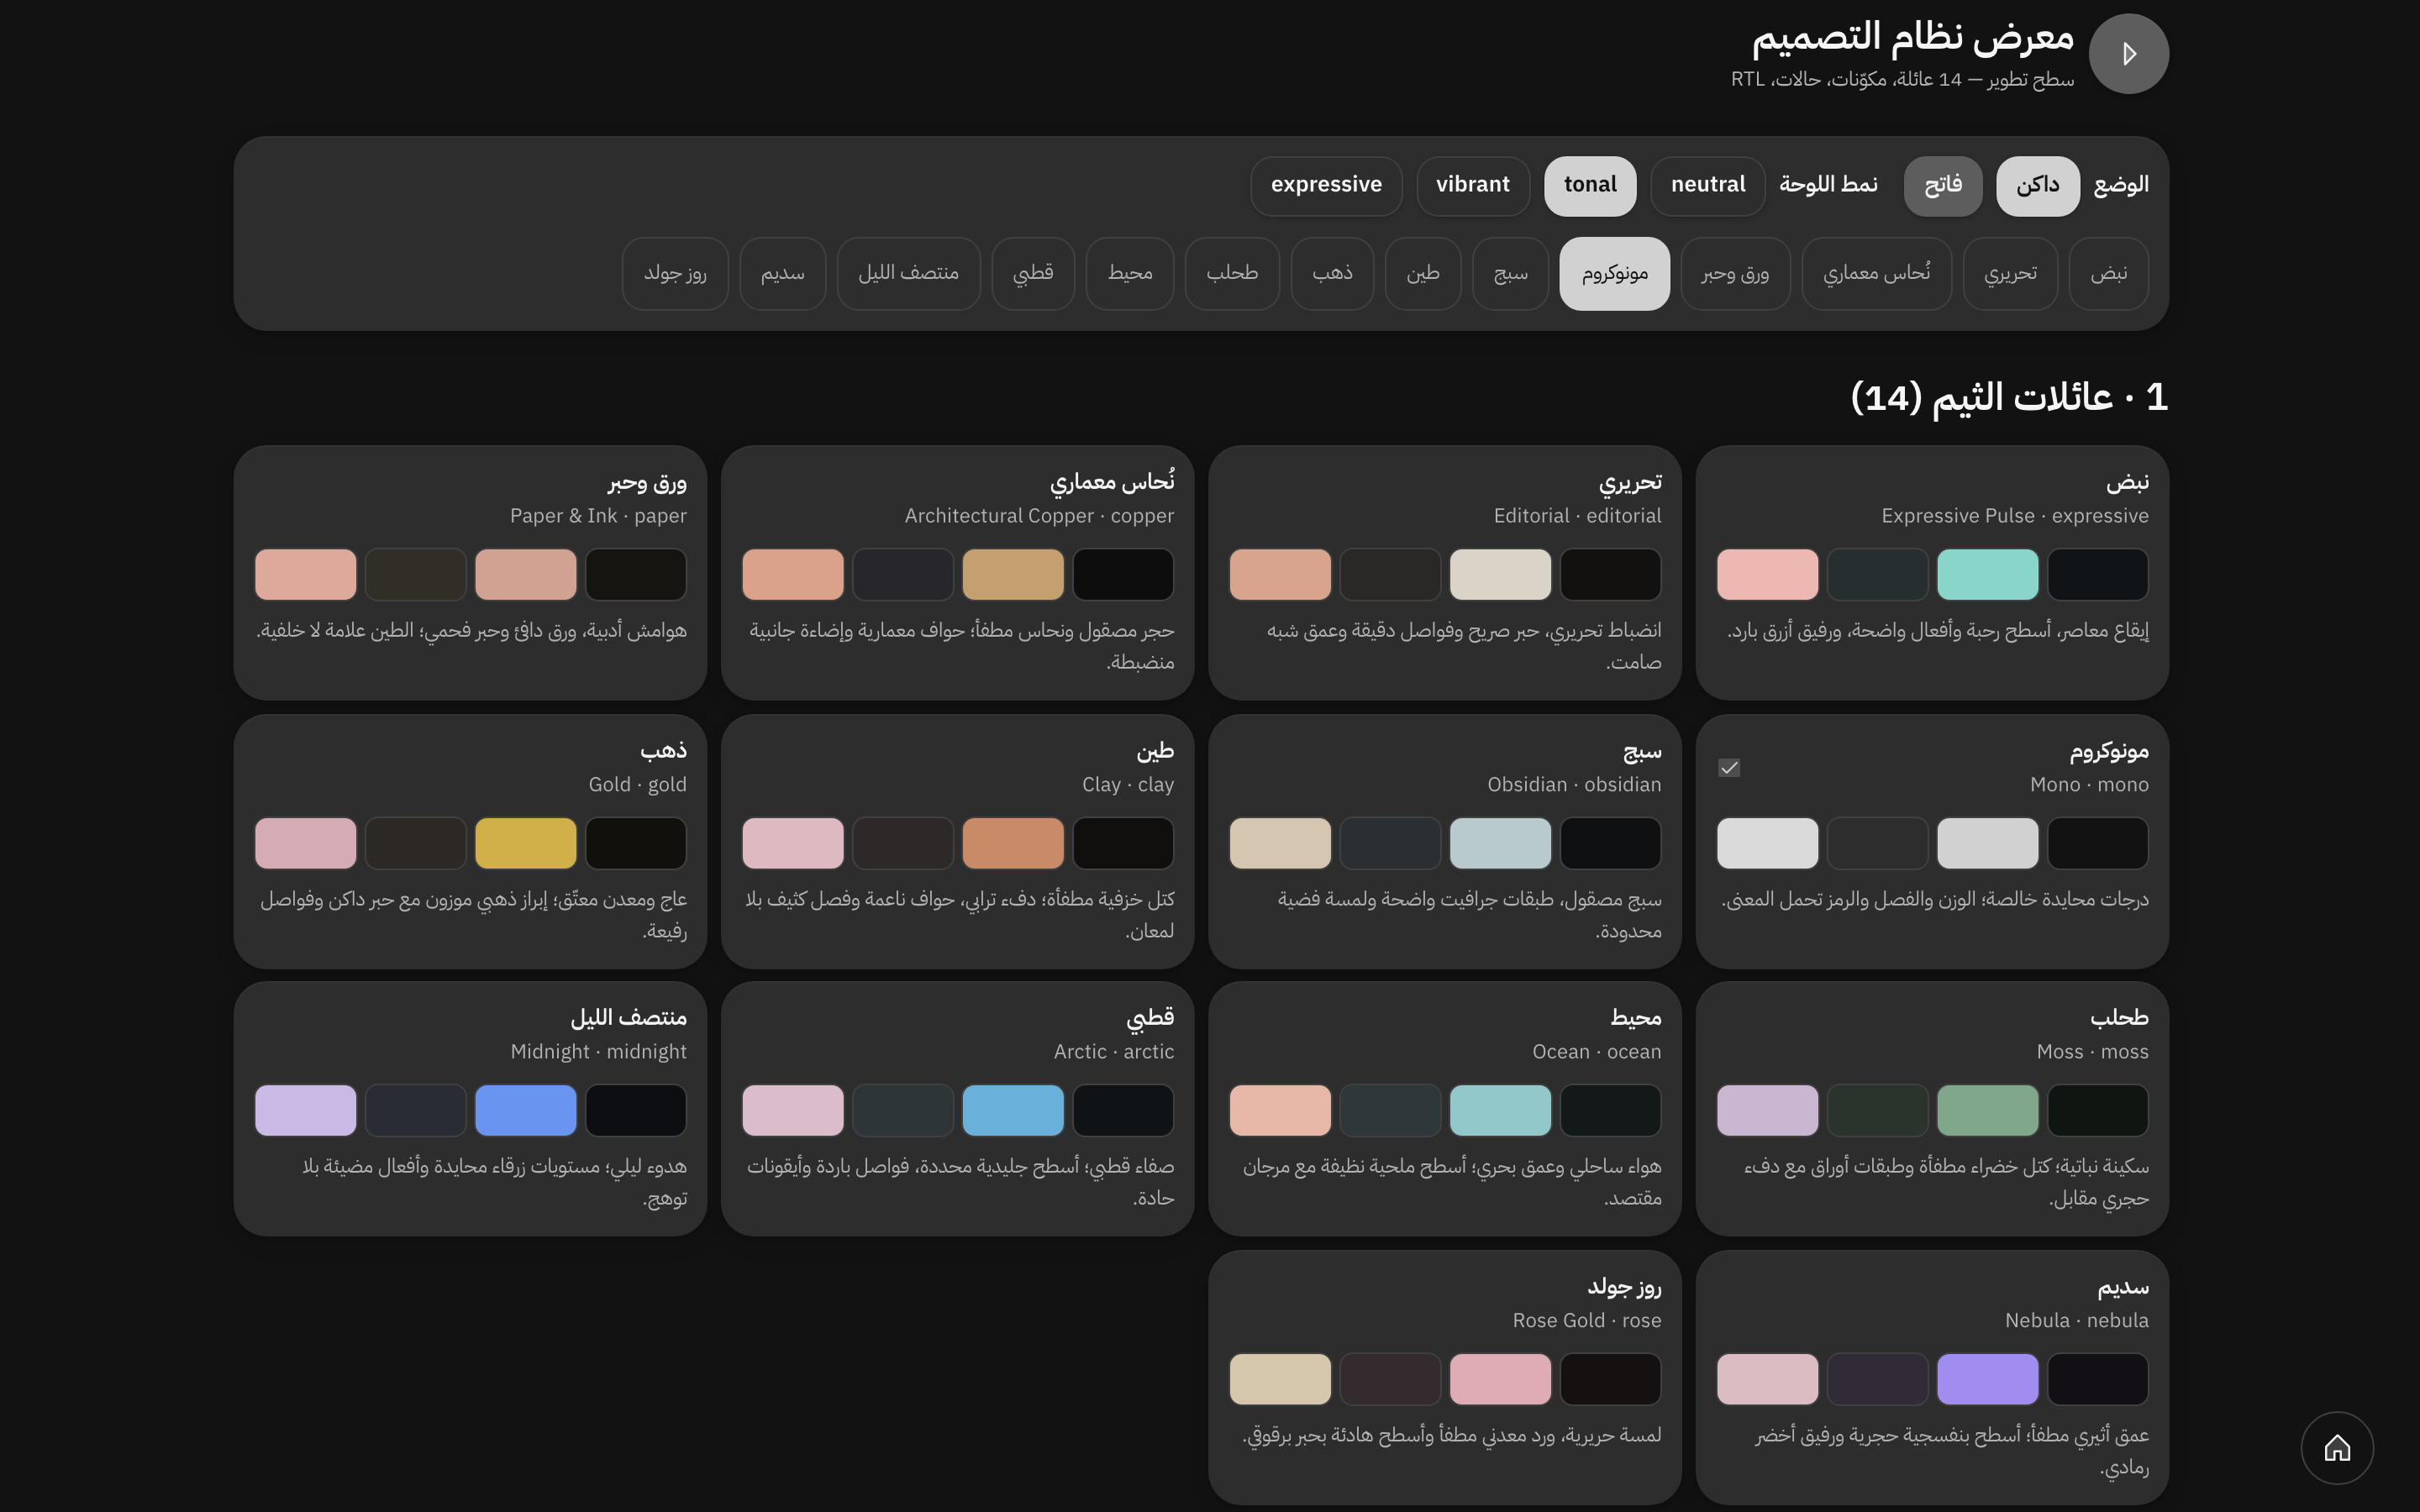 معرض نظام التصميم
سطح تطوير — 14 عائلة، مكوّنات، حالات، RTL
الوضع داكن فاتح نمط اللوحة neutral tonal vibrant expressive
نبض تحريري نُحاس معماري ورق وحبر مونوكروم سبج طين ذهب طحلب محيط قطبي منتصف الليل سديم روز جولد
1 · عائلات الثيم (14)
نبض
Expressive Pulse · expressive
إيقاع معاصر، أسطح رحبة وأفعال واضحة، ورفيق أزرق بارد.
تحريري
Editorial · editorial
انضباط تحريري، حبر صريح وفواصل دقيقة وعمق شبه
صامت.
نُحاس معماري
Architectural Copper · copper
حجر مصقول ونحاس مطفأ؛ حواف معمارية وإضاءة جانبية
منضبطة.
ورق وحبر
Paper & Ink · paper
هوامش أدبية، ورق دافئ وحبر فحمي؛ الطين علامة لا خلفية.
مونوكروم
Mono · mono
درجات محايدة خالصة؛ الوزن والفصل والرمز تحمل المعنى.
سبج
Obsidian · obsidian
سبج مصقول، طبقات جرافيت واضحة ولمسة فضية
محدودة.
طين
Clay · clay
كتل خزفية مطفأة؛ دفء ترابي، حواف ناعمة وفصل كثيف بلا
لمعان.
ذهب
Gold · gold
عاج ومعدن معتّق؛ إبراز ذهبي موزون مع حبر داكن وفواصل
رفيعة.
طحلب
Moss · moss
سكينة نباتية؛ كتل خضراء مطفأة وطبقات أوراق مع دفء
حجري مقابل.
محيط
Ocean · ocean
هواء ساحلي وعمق بحري؛ أسطح ملحية نظيفة مع مرجان
مقتصد.
قطبي
Arctic · arctic
صفاء قطبي؛ أسطح جليدية محددة، فواصل باردة وأيقونات
حادة.
منتصف الليل
Midnight · midnight
هدوء ليلي؛ مستويات زرقاء محايدة وأفعال مضيئة بلا
توهج.
سديم
Nebula · nebula
عمق أثيري مطفأ؛ أسطح بنفسجية حجرية ورفيق أخضر
رمادي.
روز جولد
Rose Gold · rose
لمسة حريرية، ورد معدني مطفأ وأسطح هادئة بحبر برقوقي.